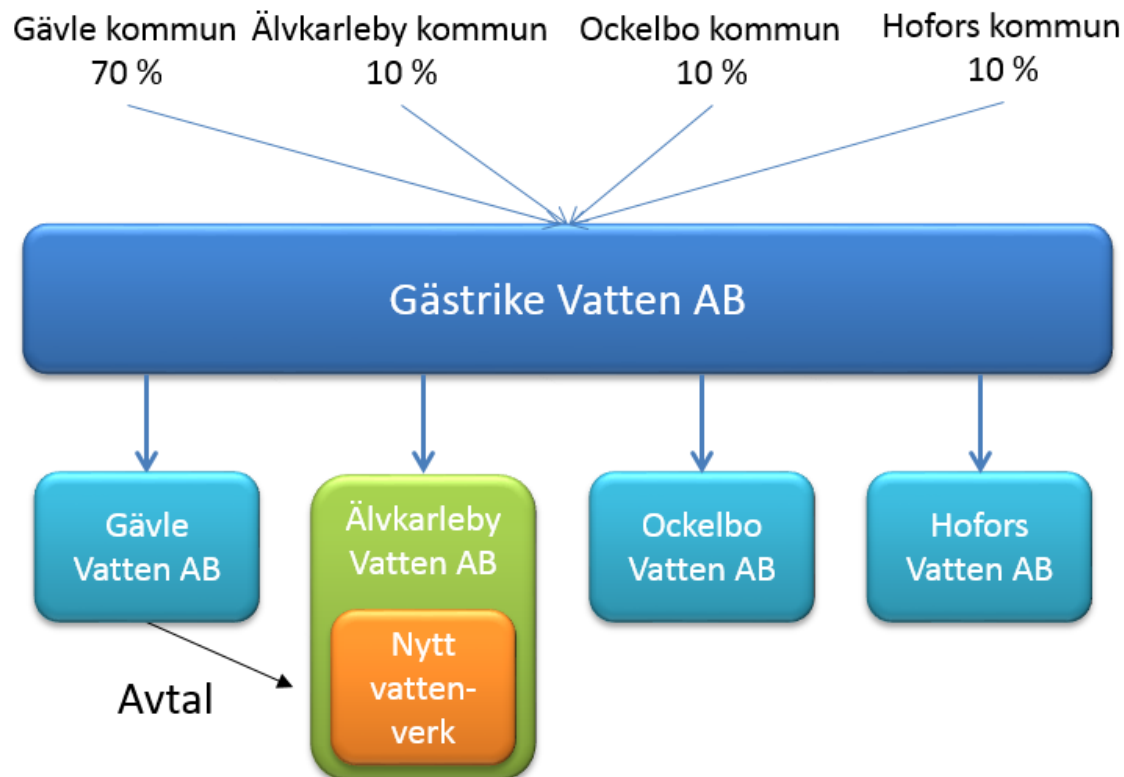 Gävle kommun
70 %
Älvkarleby kommun
10 %
Ockelbo kommun
10 %
Hofors kommun
10 %
Gästrike Vatten AB
Gävle
Vatten AB
Älvkarleby
Vatten AB
Nytt
vatten-
verk
Ockelbo
Vatten AB
Hofors
Vatten AB
Avtal